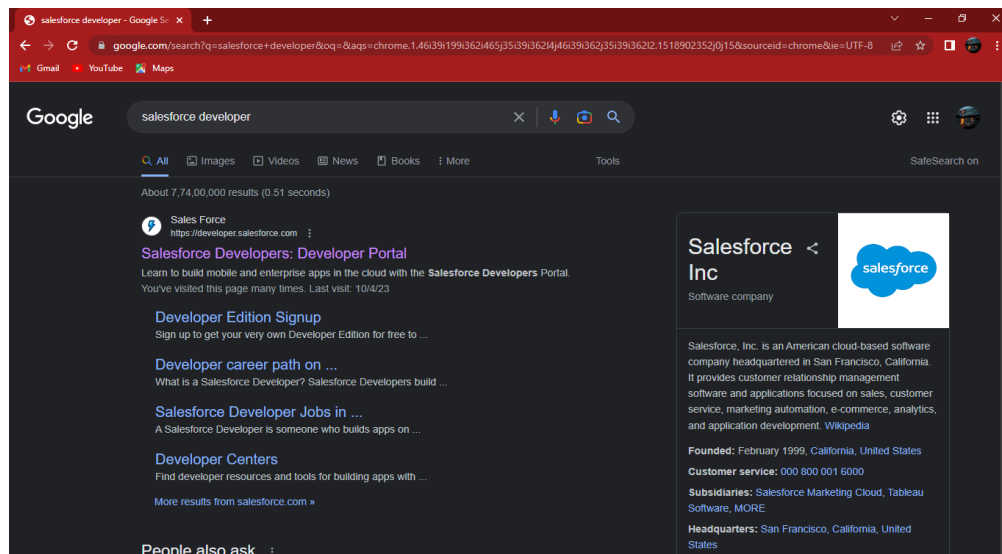 salesforce developer - Google Se
google.com/search?q=salesforce+developer&oq=&aqs=chrome.1.46i39i199i362i465j35i39i362l4j46i39i362j35i39i362l2.1518902352j0j15&sourceid=chrome&ie=UTF-8
Gmail YouTube Maps
Google
salesforce developer
All Images Videos News Books More Tools SafeSearch on
About 7,74,00,000 results (0.51 seconds)
Sales Force
https://developer.salesforce.com
Salesforce Developers: Developer Portal
Learn to build mobile and enterprise apps in the cloud with the Salesforce Developers Portal.
You've visited this page many times. Last visit: 10/4/23
Developer Edition Signup
Sign up to get your very own Developer Edition for free to ...
Developer career path on ...
What is a Salesforce Developer? Salesforce Developers build ...
Salesforce Developer Jobs in ...
A Salesforce Developer is someone who builds apps on ...
Developer Centers
Find developer resources and tools for building apps with ...
More results from salesforce.com »
People also ask
Salesforce
Inc
Software company
salesforce
Salesforce, Inc. is an American cloud-based software
company headquartered in San Francisco, California.
It provides customer relationship management
software and applications focused on sales, customer
service, marketing automation, e-commerce, analytics,
and application development. Wikipedia
Founded: February 1999, California, United States
Customer service: 000 800 001 6000
Subsidiaries: Salesforce Marketing Cloud, Tableau
Software, MORE
Headquarters: San Francisco, California, United
States